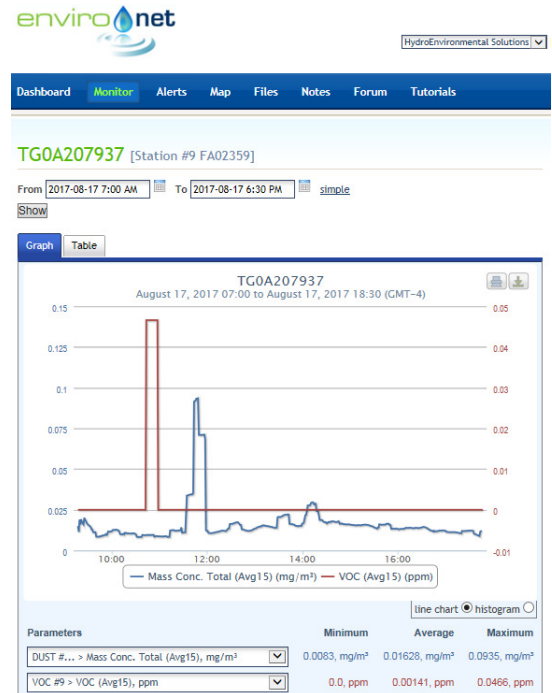 enviro net
HydroEnvironmental Solutions
Dashboard Monitor Alerts Map Files Notes Forum Tutorials
TG0A207937 [Station #9 FA02359]
From 2017-08-17 7:00 AM To 2017-08-17 6:30 PM simple
Show
Graph Table
TG0A207937
August 17, 2017 07:00 to August 17, 2017 18:30 (GMT-4)
0.15 0.05
0.125 0.04
0.1 0.03
0.075 0.02
0.05 0.01
0.025 0
0 -0.01
10:00 12:00 14:00 16:00
Mass Conc. Total (Avg15) (mg/m³) VOC (Avg15) (ppm)
line chart histogram
Parameters Minimum Average Maximum
DUST #... > Mass Conc. Total (Avg15), mg/m³ 0.0083, mg/m³ 0.01628, mg/m³ 0.0935, mg/m³
VOC #9 > VOC (Avg15), ppm 0.0, ppm 0.00141, ppm 0.0466, ppm